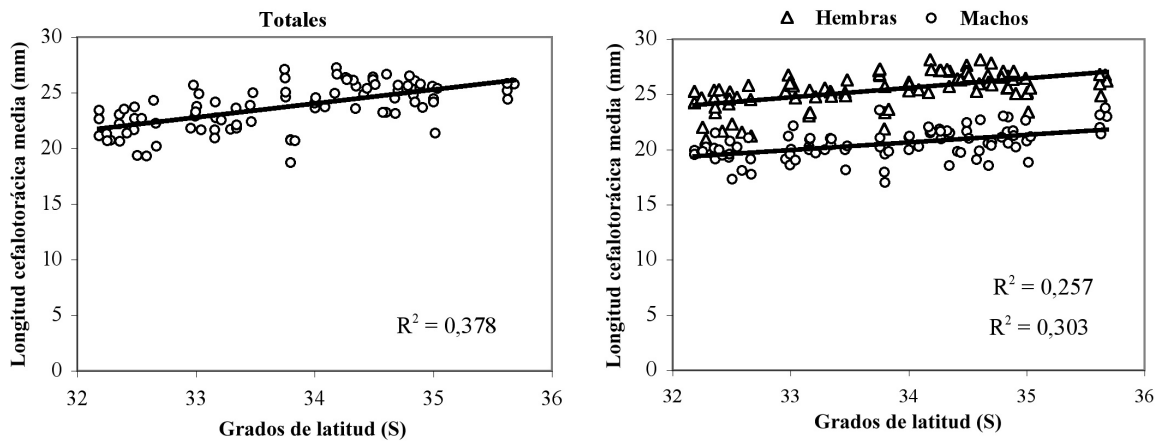 Totales
Longitud cefalotorácica media (mm)
30
25
20
15
10
5
0
R² = 0,378
32 33 34 35 36
Grados de latitud (S)
Hembras Machos
Longitud cefalotorácica media (mm)
30
25
20
15
10
5
0
R² = 0,257
R² = 0,303
32 33 34 35 36
Grados de latitud (S)